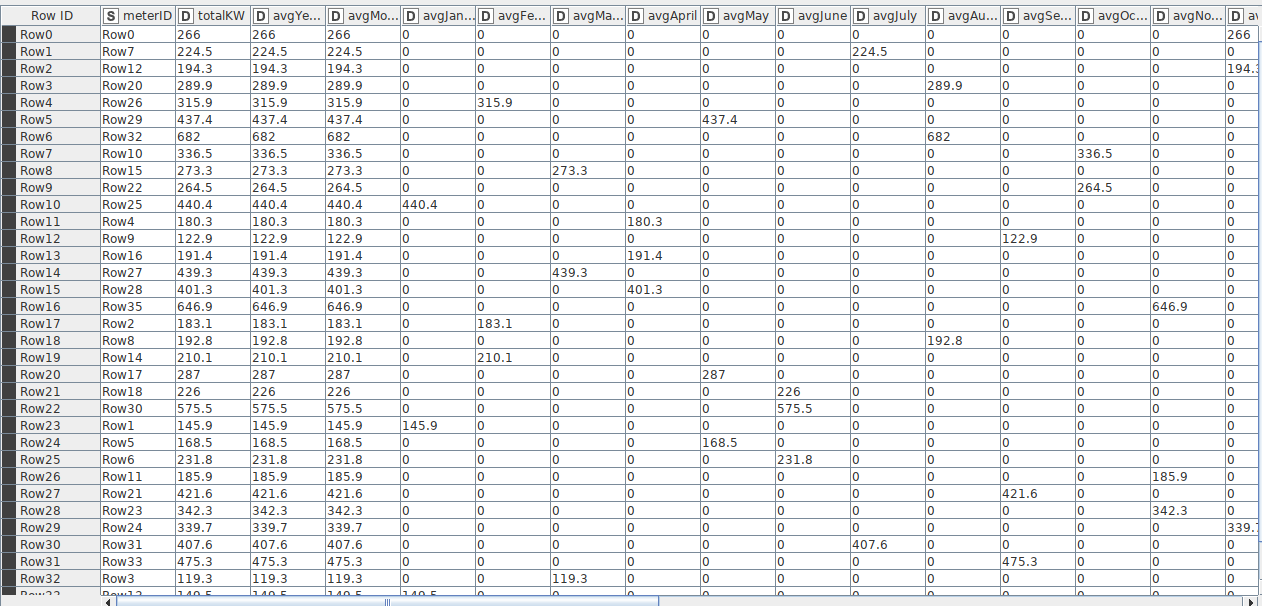 Row ID S meterID D totalKW D avgYe... D avgMo... D avgJan... D avgFe... D avgMa... D avgApril D avgMay D avgJune D avgJuly D avgAu... D avgSe... D avgOc... D avgNo... D
Row0 Row0 266 266 266 0 0 0 0 0 0 0 0 0 0 0 266
Row1 Row7 224.5 224.5 224.5 0 0 0 0 0 0 224.5 0 0 0 0 0
Row2 Row12 194.3 194.3 194.3 0 0 0 0 0 0 0 0 0 0 0 194.3
Row3 Row20 289.9 289.9 289.9 0 0 0 0 0 0 0 289.9 0 0 0 0
Row4 Row26 315.9 315.9 315.9 0 315.9 0 0 0 0 0 0 0 0 0 0
Row5 Row29 437.4 437.4 437.4 0 0 0 0 437.4 0 0 0 0 0 0 0
Row6 Row32 682 682 682 0 0 0 0 0 0 0 682 0 0 0 0
Row7 Row10 336.5 336.5 336.5 0 0 0 0 0 0 0 0 0 336.5 0 0
Row8 Row15 273.3 273.3 273.3 0 0 273.3 0 0 0 0 0 0 0 0 0
Row9 Row22 264.5 264.5 264.5 0 0 0 0 0 0 0 0 0 264.5 0 0
Row10 Row25 440.4 440.4 440.4 440.4 0 0 0 0 0 0 0 0 0 0 0
Row11 Row4 180.3 180.3 180.3 0 0 0 180.3 0 0 0 0 0 0 0 0
Row12 Row9 122.9 122.9 122.9 0 0 0 0 0 0 0 0 122.9 0 0 0
Row13 Row16 191.4 191.4 191.4 0 0 0 191.4 0 0 0 0 0 0 0 0
Row14 Row27 439.3 439.3 439.3 0 0 439.3 0 0 0 0 0 0 0 0 0
Row15 Row28 401.3 401.3 401.3 0 0 0 401.3 0 0 0 0 0 0 0 0
Row16 Row35 646.9 646.9 646.9 0 0 0 0 0 0 0 0 0 0 646.9 0
Row17 Row2 183.1 183.1 183.1 0 183.1 0 0 0 0 0 0 0 0 0 0
Row18 Row8 192.8 192.8 192.8 0 0 0 0 0 0 0 192.8 0 0 0 0
Row19 Row14 210.1 210.1 210.1 0 210.1 0 0 0 0 0 0 0 0 0 0
Row20 Row17 287 287 287 0 0 0 0 287 0 0 0 0 0 0 0
Row21 Row18 226 226 226 0 0 0 0 0 226 0 0 0 0 0 0
Row22 Row30 575.5 575.5 575.5 0 0 0 0 0 575.5 0 0 0 0 0 0
Row23 Row1 145.9 145.9 145.9 145.9 0 0 0 0 0 0 0 0 0 0 0
Row24 Row5 168.5 168.5 168.5 0 0 0 0 168.5 0 0 0 0 0 0 0
Row25 Row6 231.8 231.8 231.8 0 0 0 0 0 231.8 0 0 0 0 0 0
Row26 Row11 185.9 185.9 185.9 0 0 0 0 0 0 0 0 0 0 185.9 0
Row27 Row21 421.6 421.6 421.6 0 0 0 0 0 0 0 0 421.6 0 0 0
Row28 Row23 342.3 342.3 342.3 0 0 0 0 0 0 0 0 0 0 342.3 0
Row29 Row24 339.7 339.7 339.7 0 0 0 0 0 0 0 0 0 0 0 339.7
Row30 Row31 407.6 407.6 407.6 0 0 0 0 0 0 407.6 0 0 0 0 0
Row31 Row33 475.3 475.3 475.3 0 0 0 0 0 0 0 0 475.3 0 0 0
Row32 Row3 119.3 119.3 119.3 0 0 119.3 0 0 0 0 0 0 0 0 0